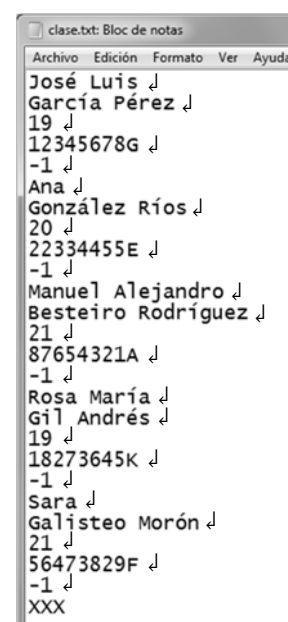 clase.txt: Bloc de notas
Archivo Edición Formato Ver Ayuda
José Luis ↲
García Pérez ↲
19 ↲
12345678G ↲
-1 ↲
Ana ↲
González Ríos ↲
20 ↲
22334455E ↲
-1 ↲
Manuel Alejandro ↲
Besteiro Rodríguez ↲
21 ↲
87654321A ↲
-1 ↲
Rosa María ↲
Gil Andrés ↲
19 ↲
18273645K ↲
-1 ↲
Sara ↲
Galisteo Morón ↲
21 ↲
56473829F ↲
-1 ↲
XXX